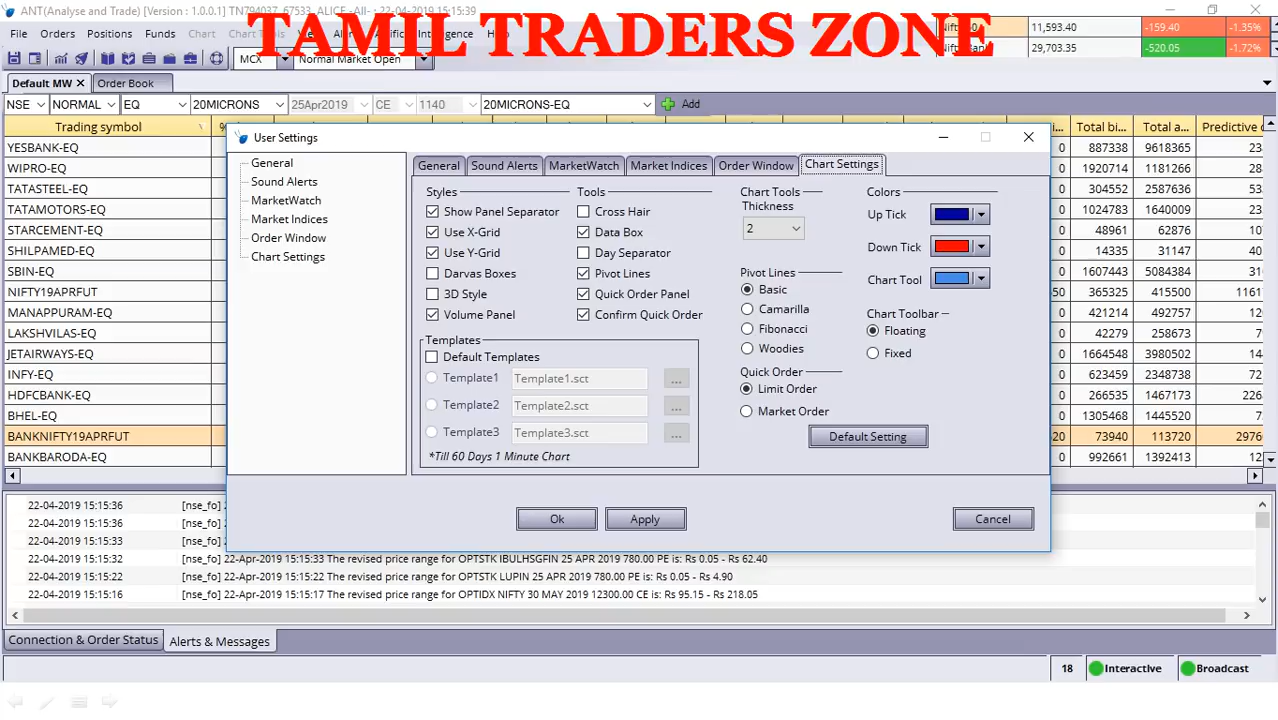 ANT(Analyse and Trade) [Version : 1.0.0.1] TN794037_67533_ALICE -All- 22-04-2019 15:15:39
TAMIL TRADERS ZONE
File Orders Positions Funds Chart
11,593.40 -159.40 -1.35%
29,703.35 -520.05 -1.72%
MCX Normal Market Open
Default MW X Order Book
NSE NORMAL EQ 20MICRONS 25Apr2019 CE 1140 20MICRONS-EQ Add
Trading symbol Total bi... Total a... Predictive
YESBANK-EQ 0 887338 9618365
WIPRO-EQ 0 1920714 1181266
TATASTEEL-EQ 0 304552 2587636
TATAMOTORS-EQ 0 1024783 1640009
STARCEMENT-EQ 0 48961 62876
SHILPAMED-EQ 0 14335 31147
SBIN-EQ 0 1607443 5084384
NIFTY19APRFUT 365325 415500
MANAPPURAM-EQ 0 421214 492757
LAKSHVILAS-EQ 0 42279 258673
JETAIRWAYS-EQ 0 1664548 3980502
INFY-EQ 0 623459 2348358
HDFCBANK-EQ 0 266535 1467173
BHEL-EQ 0 1305468 1445520
BANKNIFTY19APRFUT 73940 113720
BANKBARODA-EQ 0 992661 1392413
User Settings
General
Sound Alerts
MarketWatch
Market Indices
Order Window
Chart Settings
General Sound Alerts MarketWatch Market Indices Order Window Chart Settings
Styles
Show Panel Separator
Use X-Grid
Use Y-Grid
Darvas Boxes
3D Style
Volume Panel
Tools
Cross Hair
Data Box
Day Separator
Pivot Lines
Quick Order Panel
Confirm Quick Order
Templates
Default Templates
Template1 Template1.sct ...
Template2 Template2.sct ...
Template3 Template3.sct ...
*Till 60 Days 1 Minute Chart
Chart Tools
Thickness
2
Pivot Lines
Basic
Camarilla
Fibonacci
Woodies
Quick Order
Limit Order
Market Order
Colors
Up Tick
Down Tick
Chart Tool
Chart Toolbar
Floating
Fixed
Default Setting
Ok Apply Cancel
22-04-2019 15:15:36 [nse_fo]
22-04-2019 15:15:36 [nse_fo]
22-04-2019 15:15:33 [nse_fo]
22-04-2019 15:15:32 [nse_fo] 22-Apr-2019 15:15:33 The revised price range for OPTSTK IBULHSGFIN 25 APR 2019 780.00 PE is: Rs 0.05 - Rs 62.40
22-04-2019 15:15:22 [nse_fo] 22-Apr-2019 15:15:22 The revised price range for OPTSTK LUPIN 25 APR 2019 780.00 PE is: Rs 0.05 - Rs 4.90
22-04-2019 15:15:16 [nse_fo] 22-Apr-2019 15:15:17 The revised price range for OPTIDX NIFTY 30 MAY 2019 12300.00 CE is: Rs 95.15 - Rs 218.05
Connection & Order Status Alerts & Messages
18 Interactive Broadcast